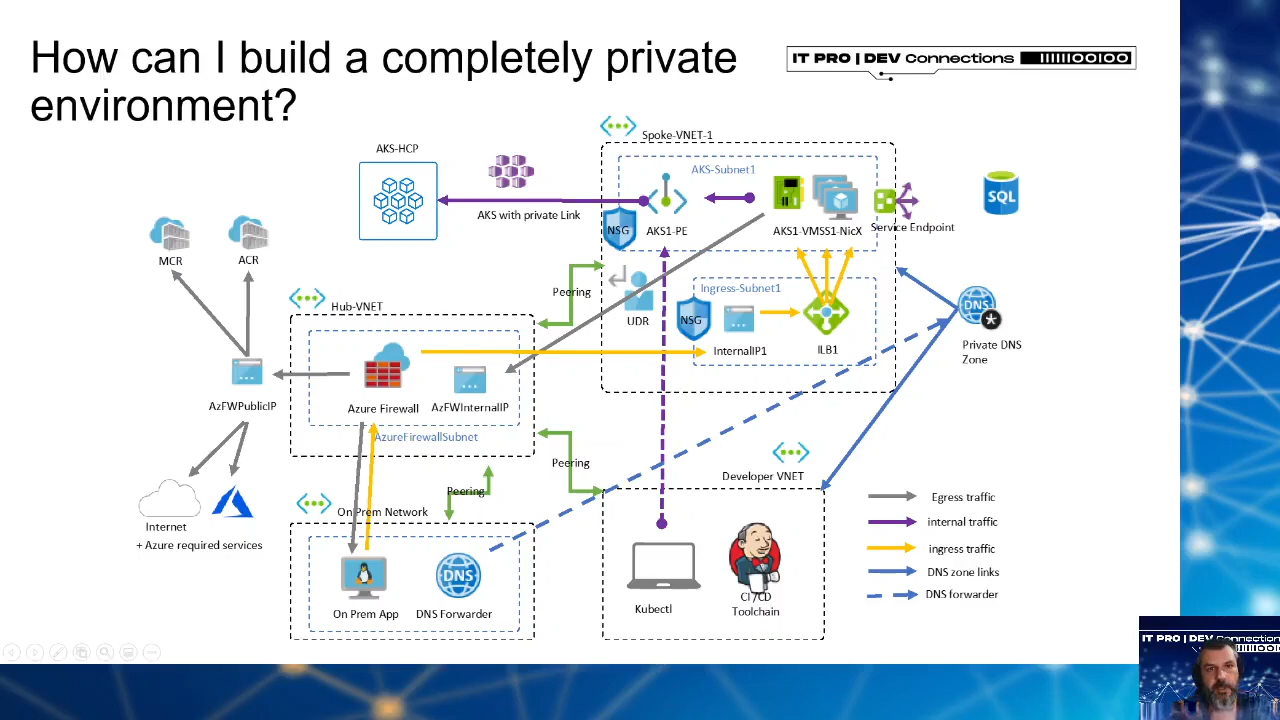 How can I build a completely private
environment?
IT PRO | DEV Connections
Spoke-VNET-1
AKS-HCP
AKS-Subnet1
AKS with private Link
NSG
AKS1-PE
AKS1-VMSS1-NicX
Service Endpoint
SQL
MCR
ACR
Hub-VNET
Peering
UDR
Ingress-Subnet1
NSG
InternalIP1
ILB1
DNS
Private DNS
Zone
AzFWPublicIP
Azure Firewall
AzFWInternalIP
AzureFirewallSubnet
Peering
Developer VNET
Peering
On Prem Network
Internet
+ Azure required services
On Prem App
DNS
DNS Forwarder
Kubectl
CI /CD
Toolchain
Egress traffic
internal traffic
ingress traffic
DNS zone links
DNS forwarder
IT PRO | DEV Connections